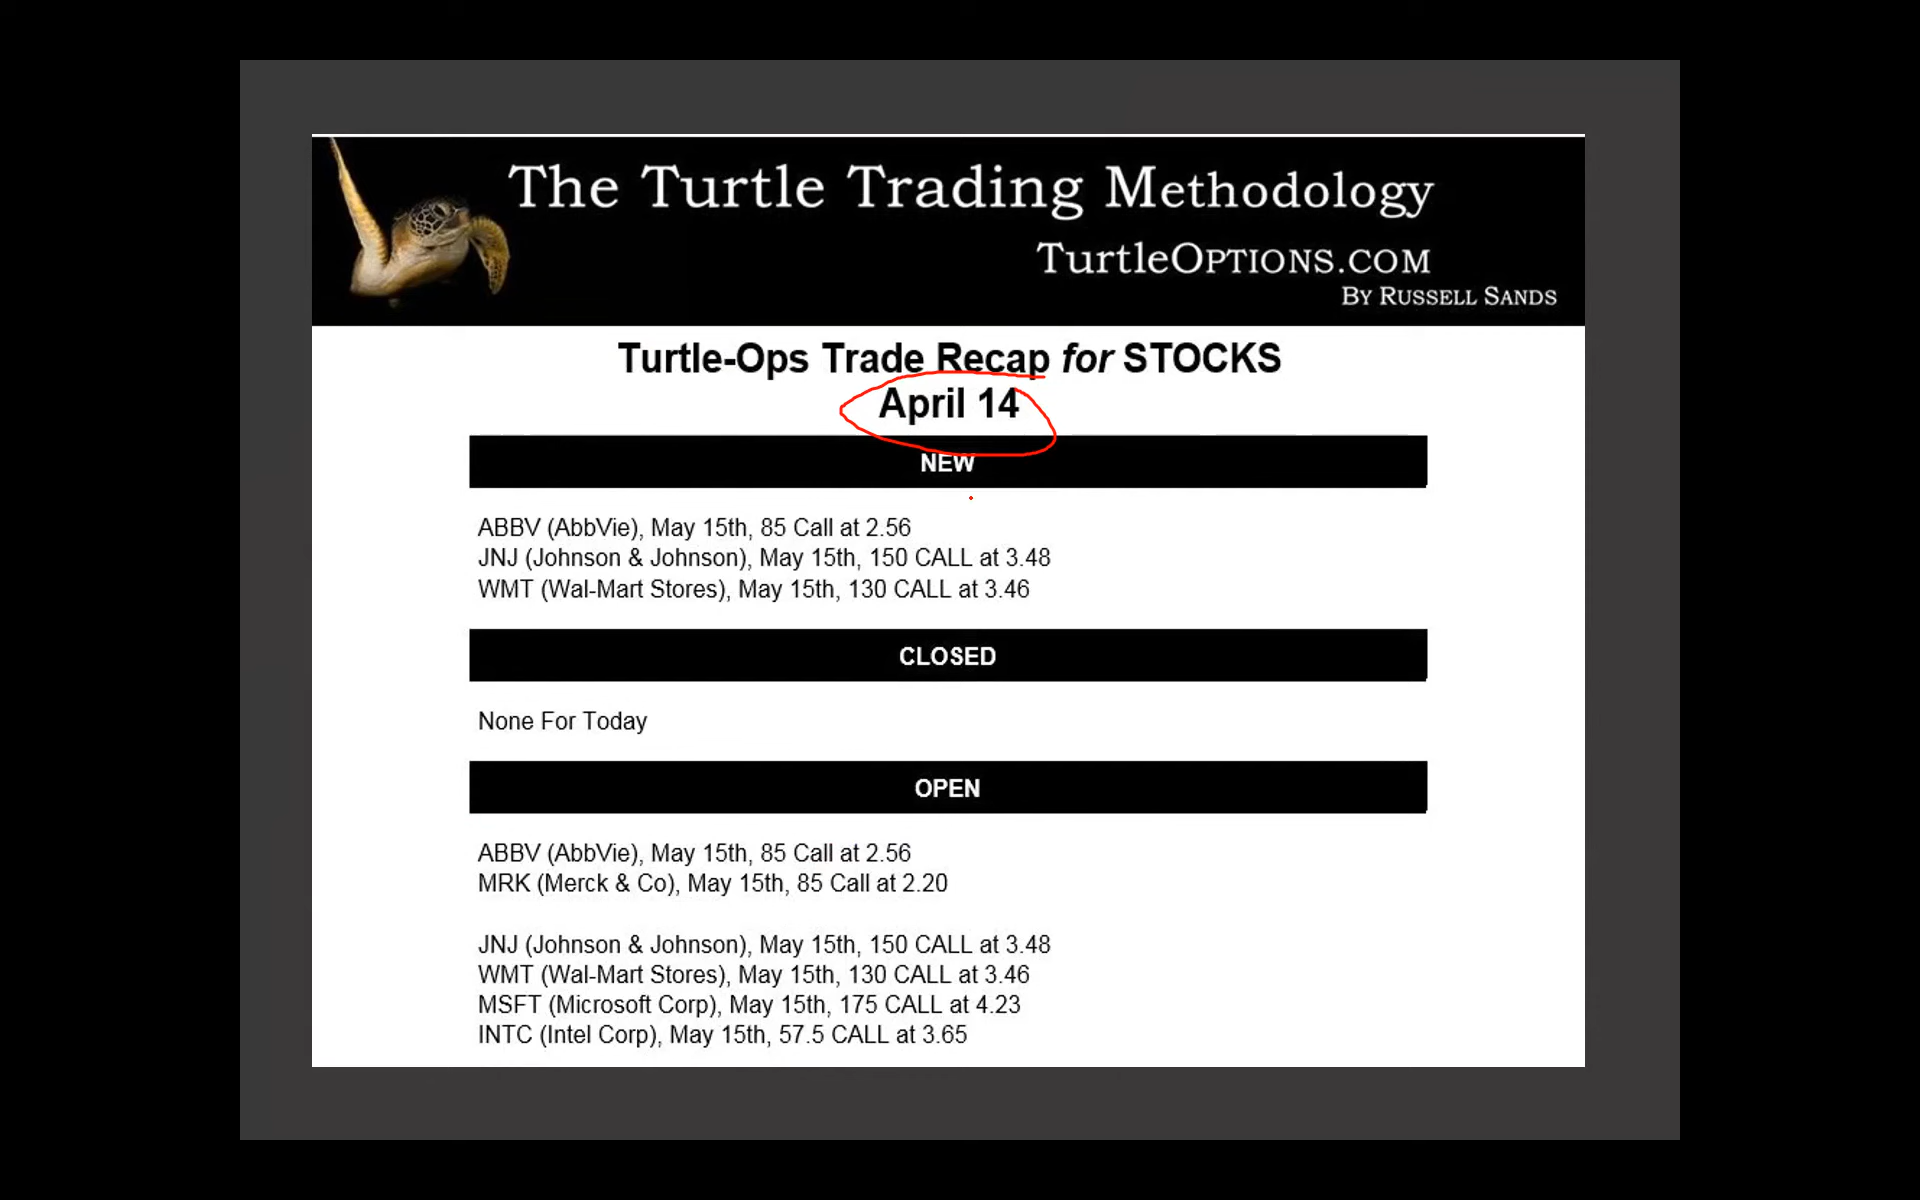 The Turtle Trading Methodology
TurtleOptions.com
By Russell Sands
Turtle-Ops Trade Recap for STOCKS
April 14
NEW
ABBV (AbbVie), May 15th, 85 Call at 2.56
JNJ (Johnson & Johnson), May 15th, 150 CALL at 3.48
WMT (Wal-Mart Stores), May 15th, 130 CALL at 3.46
CLOSED
None For Today
OPEN
ABBV (AbbVie), May 15th, 85 Call at 2.56
MRK (Merck & Co), May 15th, 85 Call at 2.20
JNJ (Johnson & Johnson), May 15th, 150 CALL at 3.48
WMT (Wal-Mart Stores), May 15th, 130 CALL at 3.46
MSFT (Microsoft Corp), May 15th, 175 CALL at 4.23
INTC (Intel Corp), May 15th, 57.5 CALL at 3.65